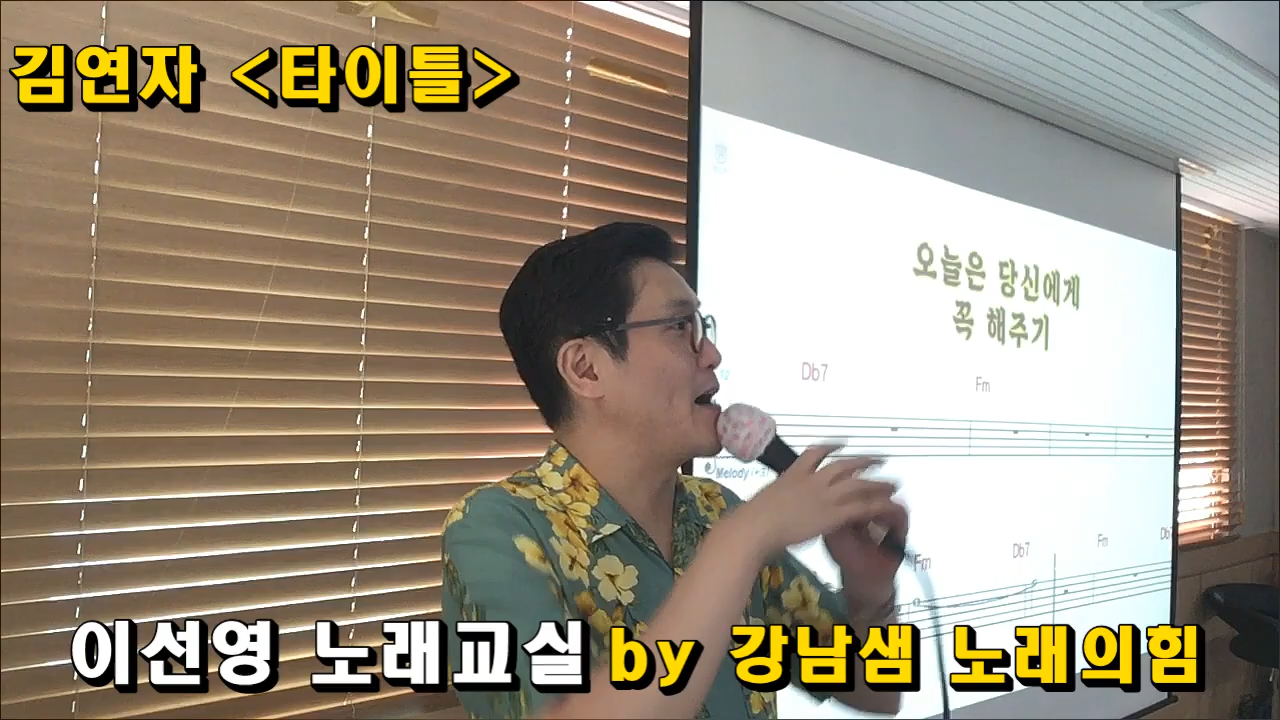 김연자 <타이틀>
오늘은 당신에게
꼭 해주기
Db7 Fm
Melody
Fm Db7 Fm Db7
이선영 노래교실 by 강남샘 노래의힘